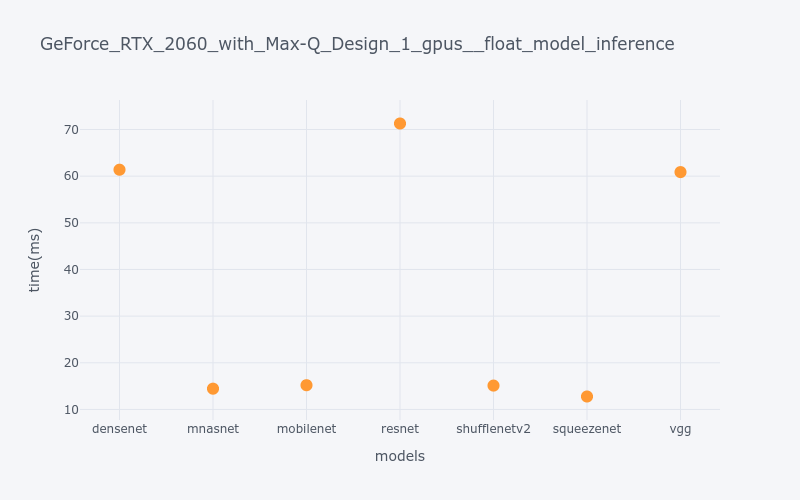 GeForce_RTX_2060_with_Max-Q_Design_1_gpus__float_model_inference
70
60
50
40
30
20
10
time(ms)
densenet mnasnet mobilenet resnet shufflenetv2 squeezenet vgg
models